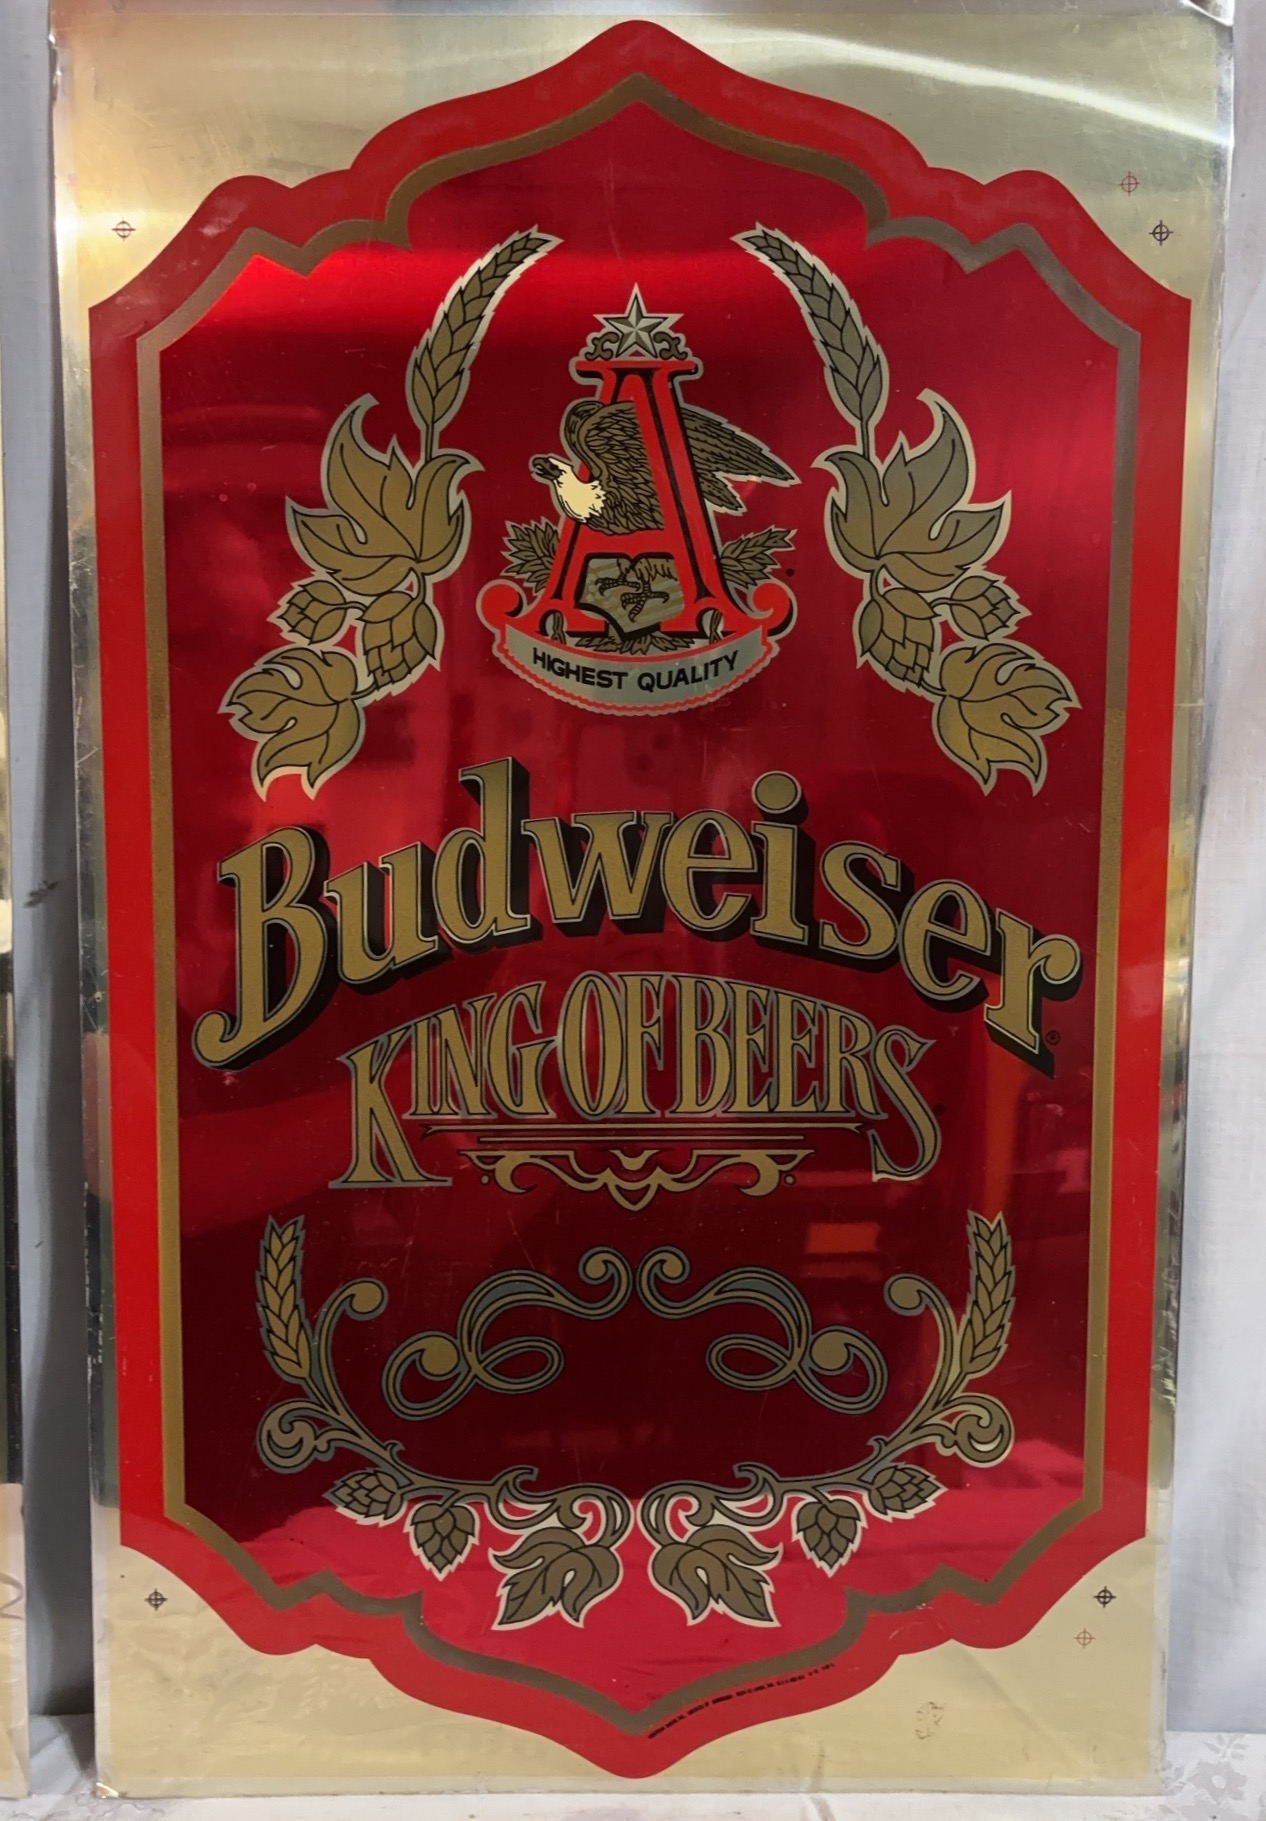 A
HIGHEST QUALITY
Budweiser®
KING OF BEERS